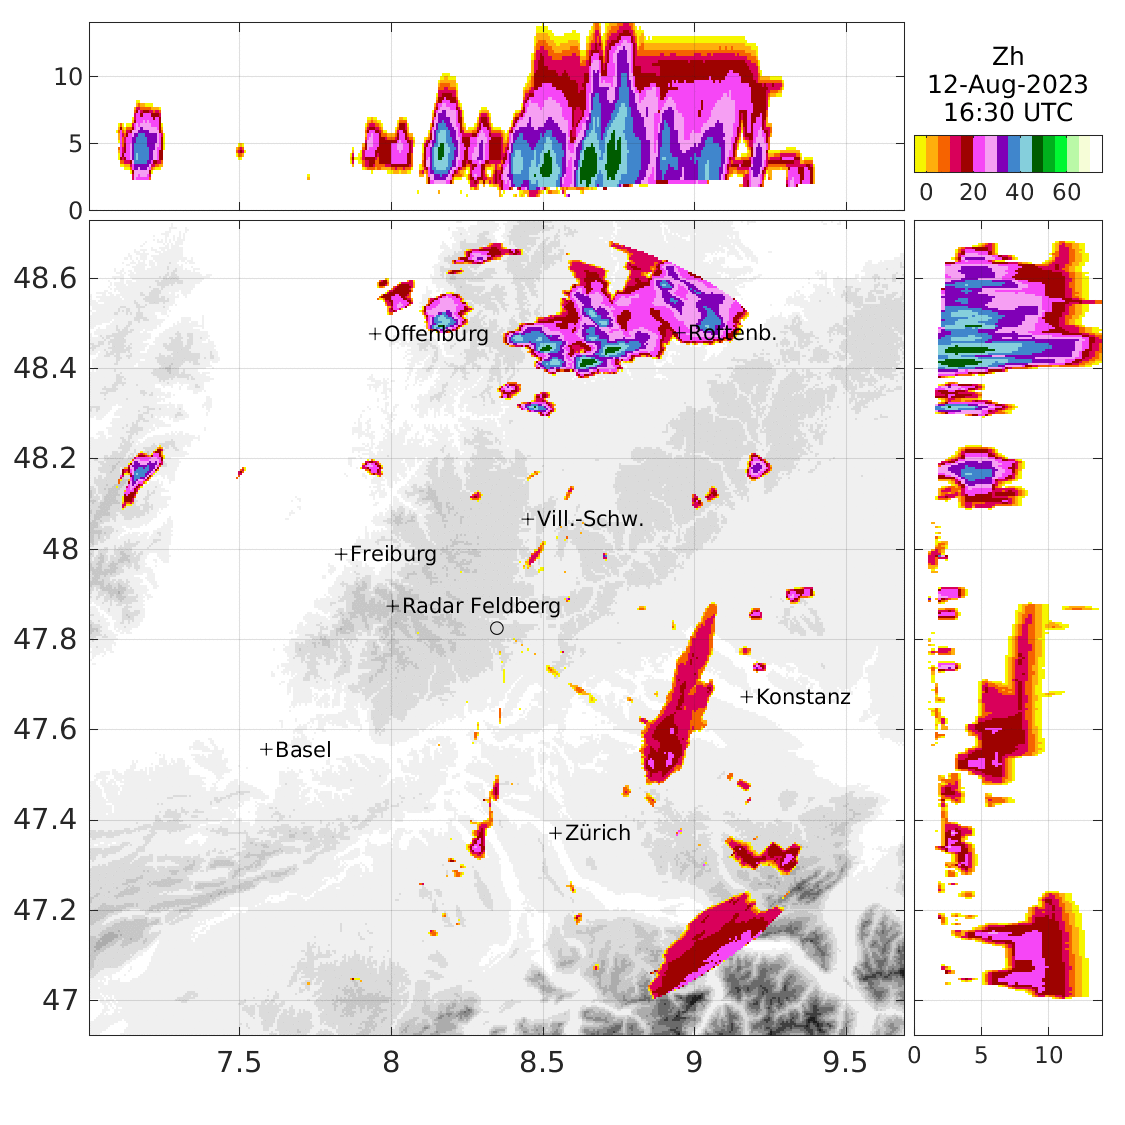 10
5
0
Zh
12-Aug-2023
16:30 UTC
0 20 40 60
48.6
48.4
48.2
48
47.8
47.6
47.4
47.2
47
+Offenburg
+Rottenb.
+Vill.-Schw.
+Freiburg
+Radar Feldberg
+Konstanz
+Basel
+Zürich
7.5 8 8.5 9 9.5
0 5 10